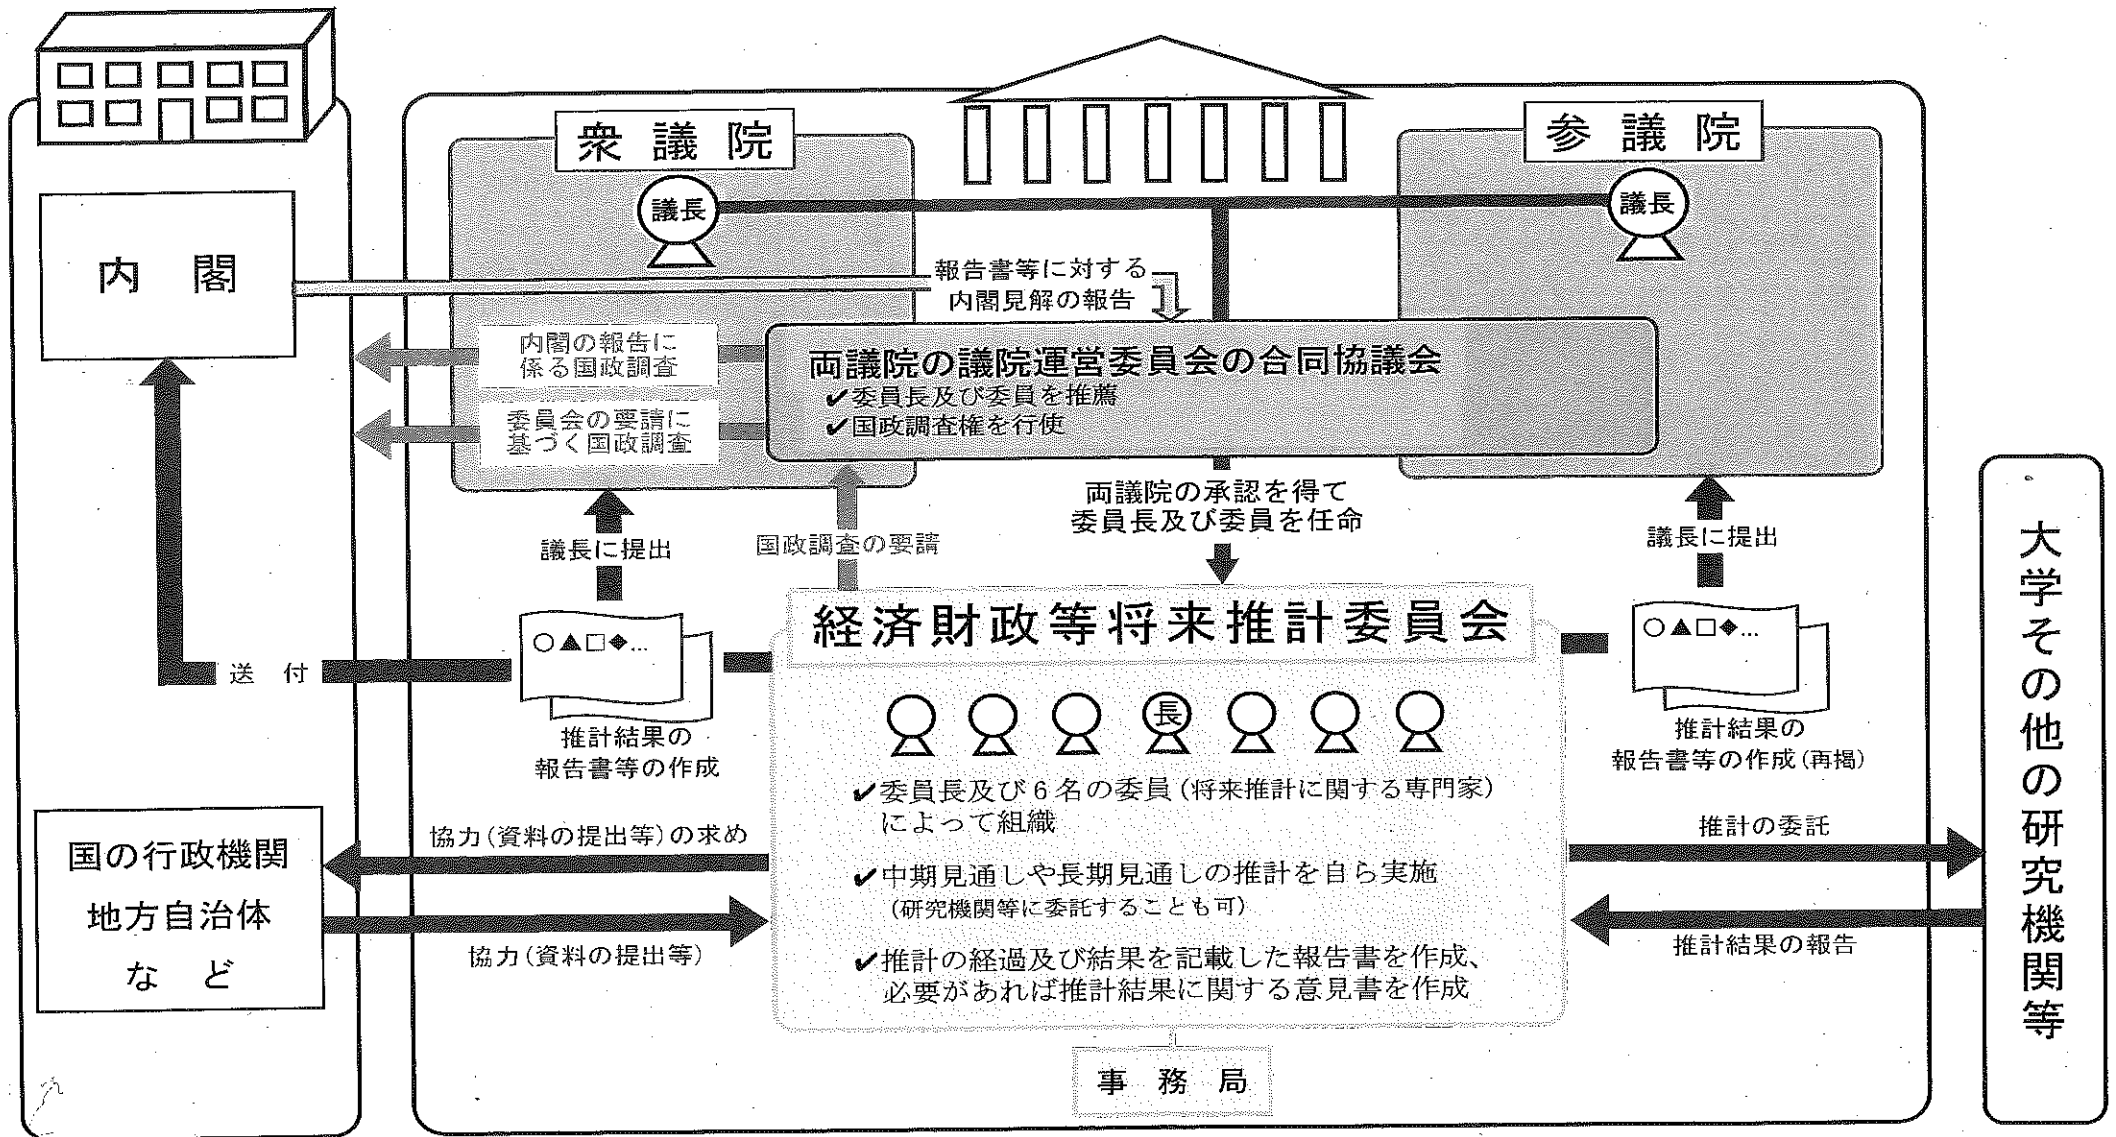 衆議院
参議院
議長
議長
内閣
報告書等に対する
内閣見解の報告
内閣の報告に
係る国政調査
委員会の要請に
基づく国政調査
両議院の議院運営委員会の合同協議会
✔委員長及び委員を推薦
✔国政調査権を行使
議長に提出
国政調査の要請
両議院の承認を得て
委員長及び委員を任命
議長に提出
経済財政等将来推計委員会
○▲□◆…
○▲□◆…
送付
長
推計結果の
報告書等の作成
推計結果の
報告書等の作成(再掲)
✔委員長及び6名の委員(将来推計に関する専門家)
によって組織
✔中期見通しや長期見通しの推計を自ら実施
(研究機関等に委託することも可)
✔推計の経過及び結果を記載した報告書を作成、
必要があれば推計結果に関する意見書を作成
国の行政機関
地方自治体
など
協力(資料の提出等)の求め
協力(資料の提出等)
推計の委託
推計結果の報告
大学その他の研究機関等
事務局